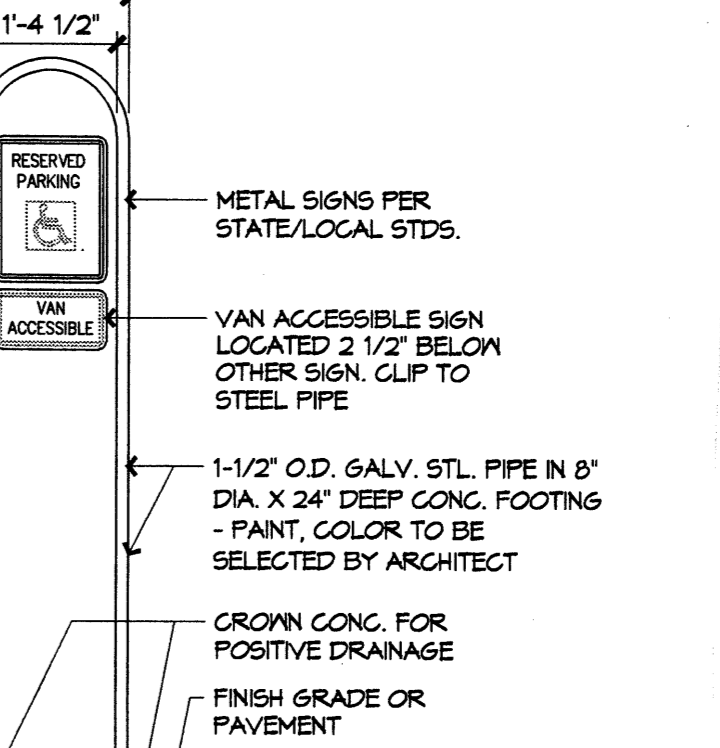 1'-4 1/2"
RESERVED
PARKING
VAN
ACCESSIBLE
METAL SIGNS PER
STATE/LOCAL STDS.
VAN ACCESSIBLE SIGN
LOCATED 2 1/2" BELOW
OTHER SIGN. CLIP TO
STEEL PIPE
1-1/2" O.D. GALV. STL. PIPE IN 8"
DIA. X 24" DEEP CONC. FOOTING
- PAINT, COLOR TO BE
SELECTED BY ARCHITECT
CROWN CONC. FOR
POSITIVE DRAINAGE
FINISH GRADE OR
PAVEMENT